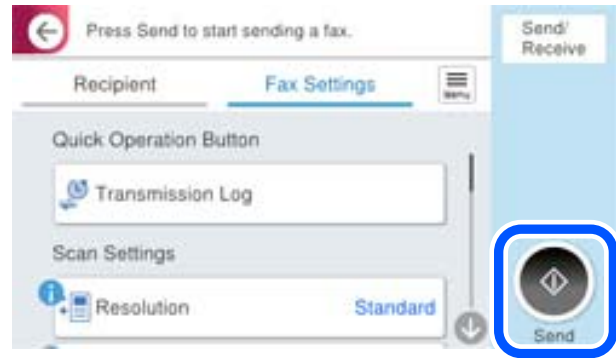 Press Send to start sending a fax.
Send/
Receive
Recipient
Fax Settings
Menu
Quick Operation Button
Transmission Log
Scan Settings
Resolution
Standard
Send